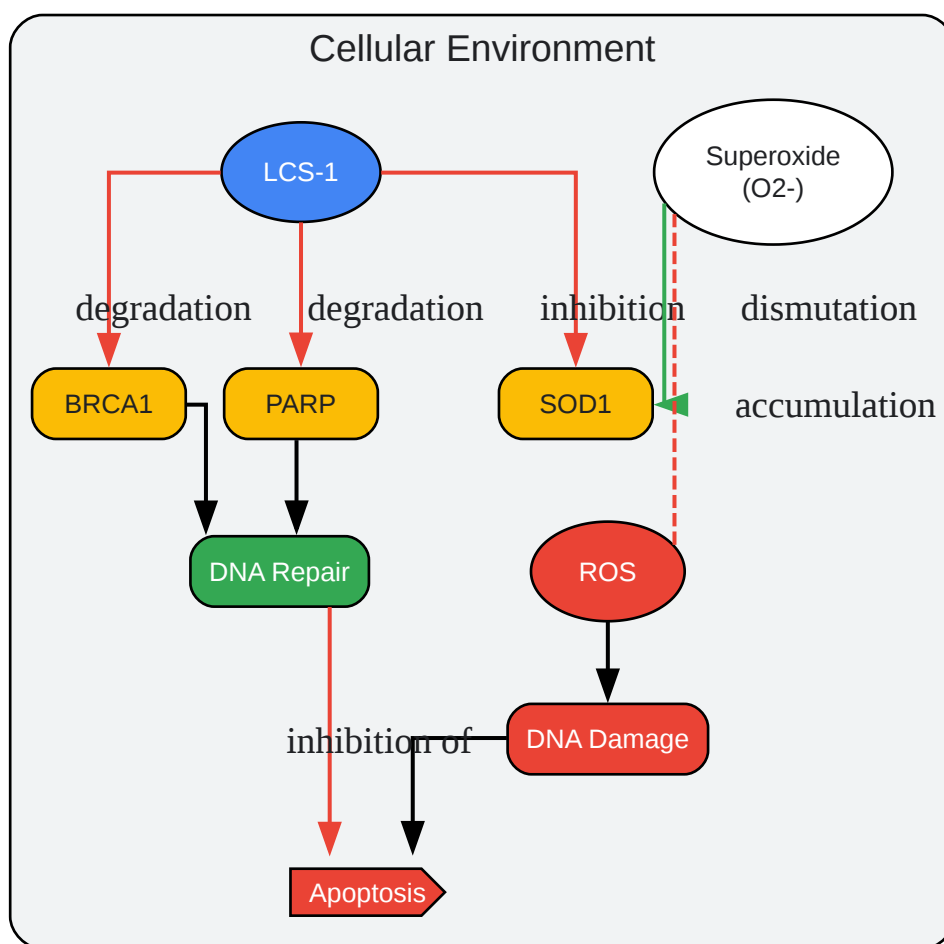 Cellular Environment
LCS-1
Superoxide
(O2-)
degradation
degradation
inhibition
dismutation
BRCA1
PARP
SOD1
accumulation
DNA Repair
ROS
inhibition of
DNA Damage
Apoptosis